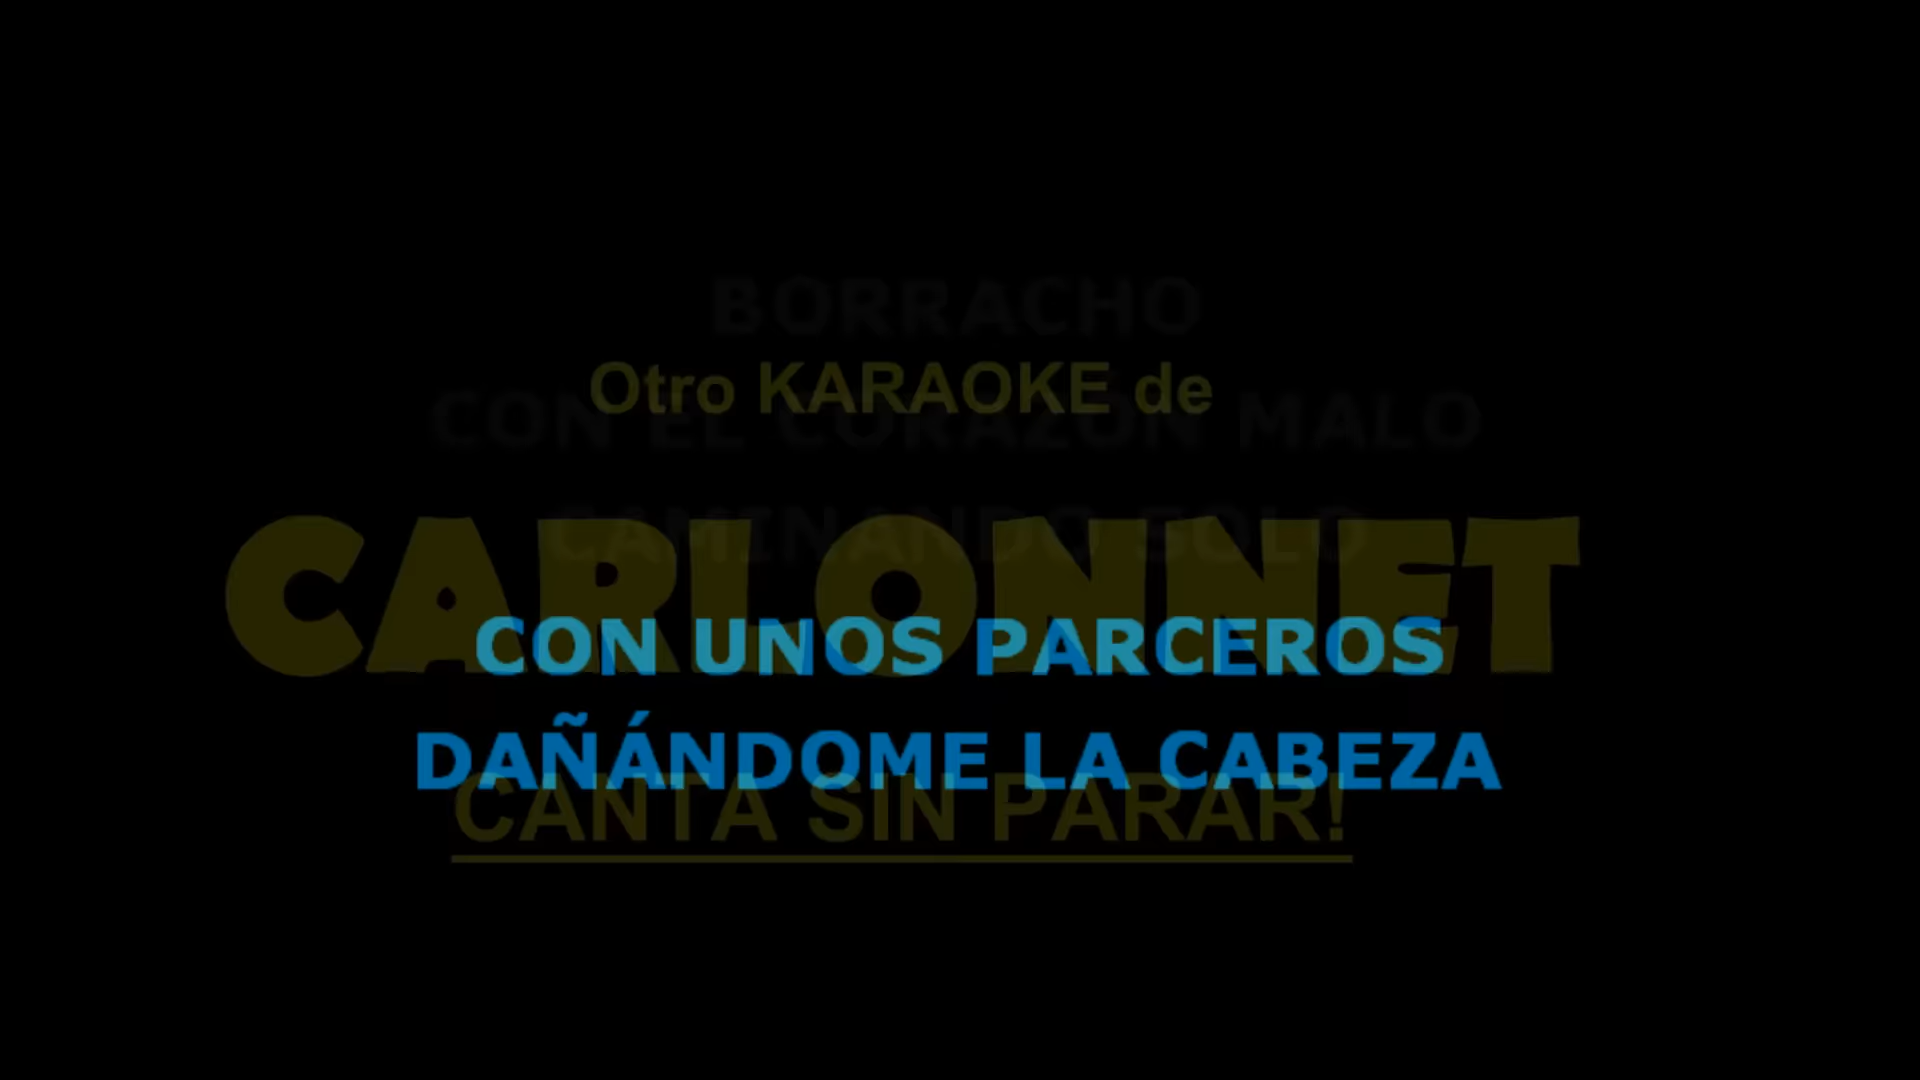 BORRACHO
Otro KARAOKE de
CON EL CORAZÓN MALO
CAMINANDO SOLO
CARLONNET
CON UNOS PARCEROS
DAÑÁNDOME LA CABEZA
CANTA SIN PARAR!